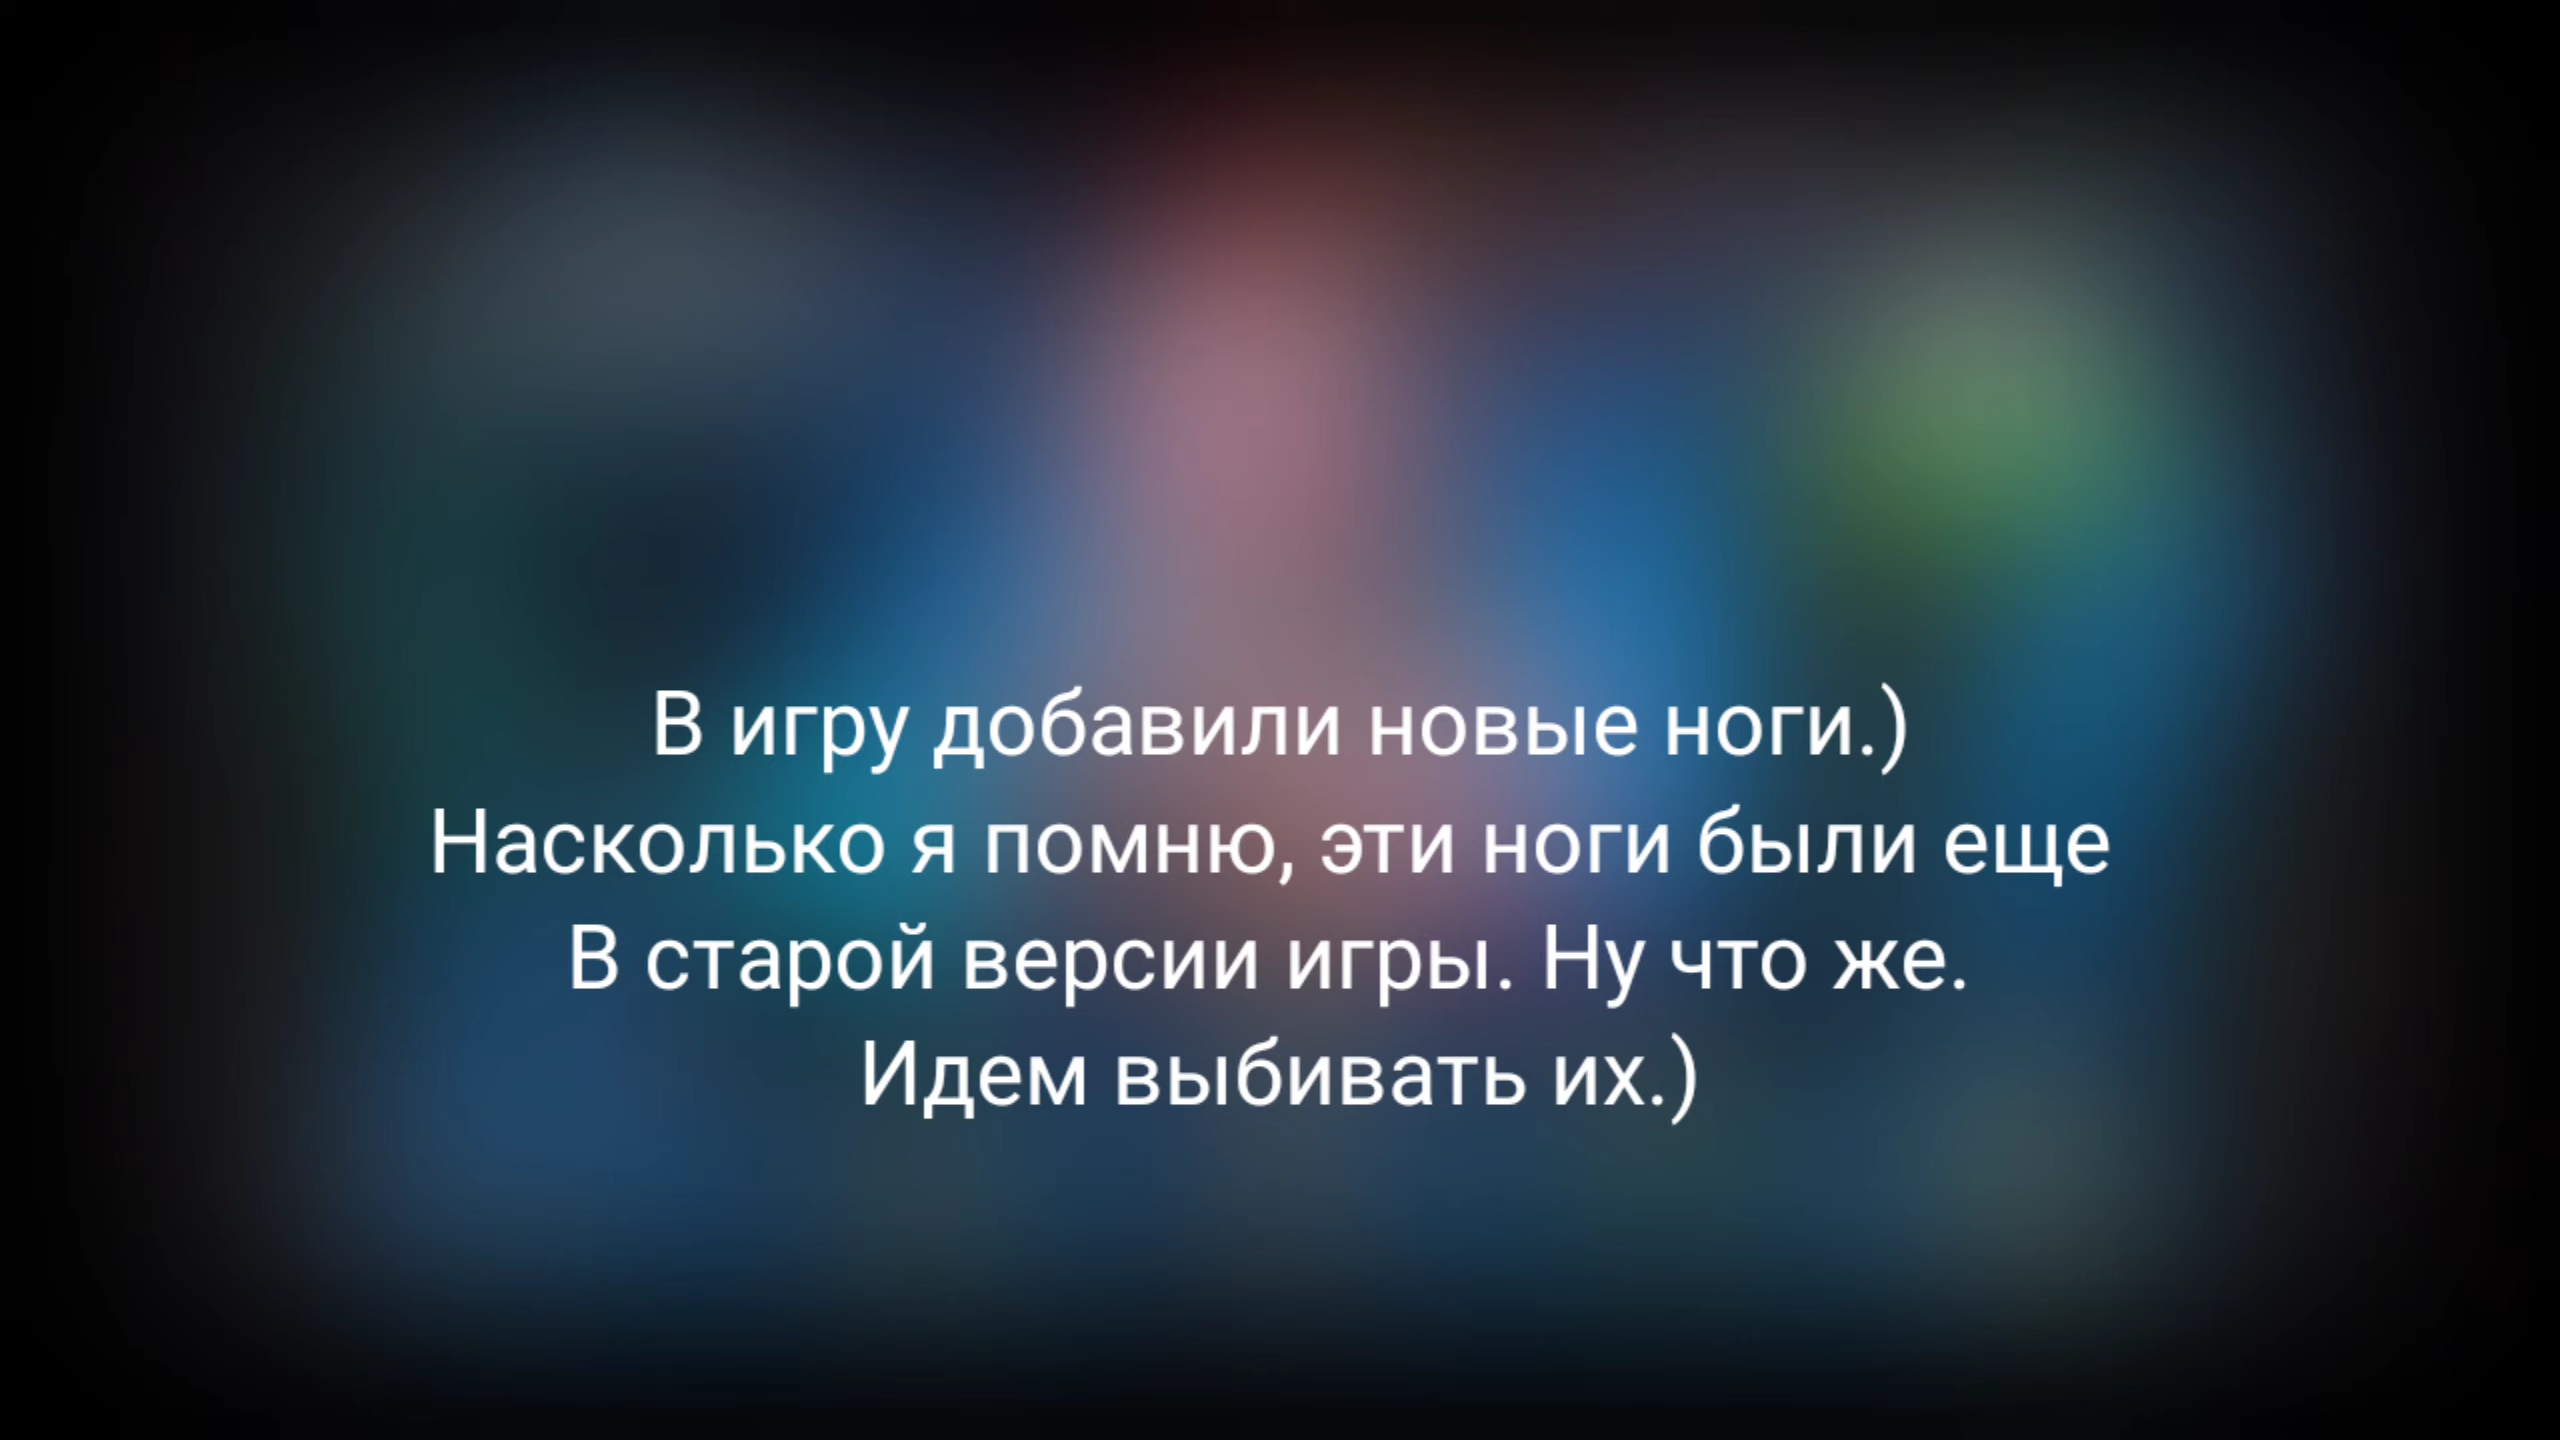 В игру добавили новые ноги.)
Насколько я помню, эти ноги были еще
В старой версии игры. Ну что же.
Идем выбивать их.)